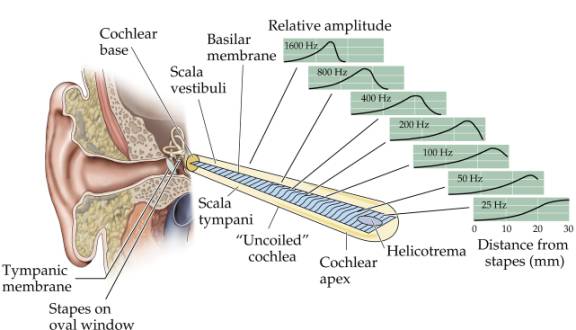 Relative amplitude
Cochlear
base
Basilar
membrane
Scala
vestibuli
1600 Hz
800 Hz
400 Hz
200 Hz
100 Hz
50 Hz
25 Hz
0 10 20 30
Distance from
stapes (mm)
Scala
tympani
"Uncoiled"
cochlea
Helicotrema
Cochlear
apex
Tympanic
membrane
Stapes on
oval window